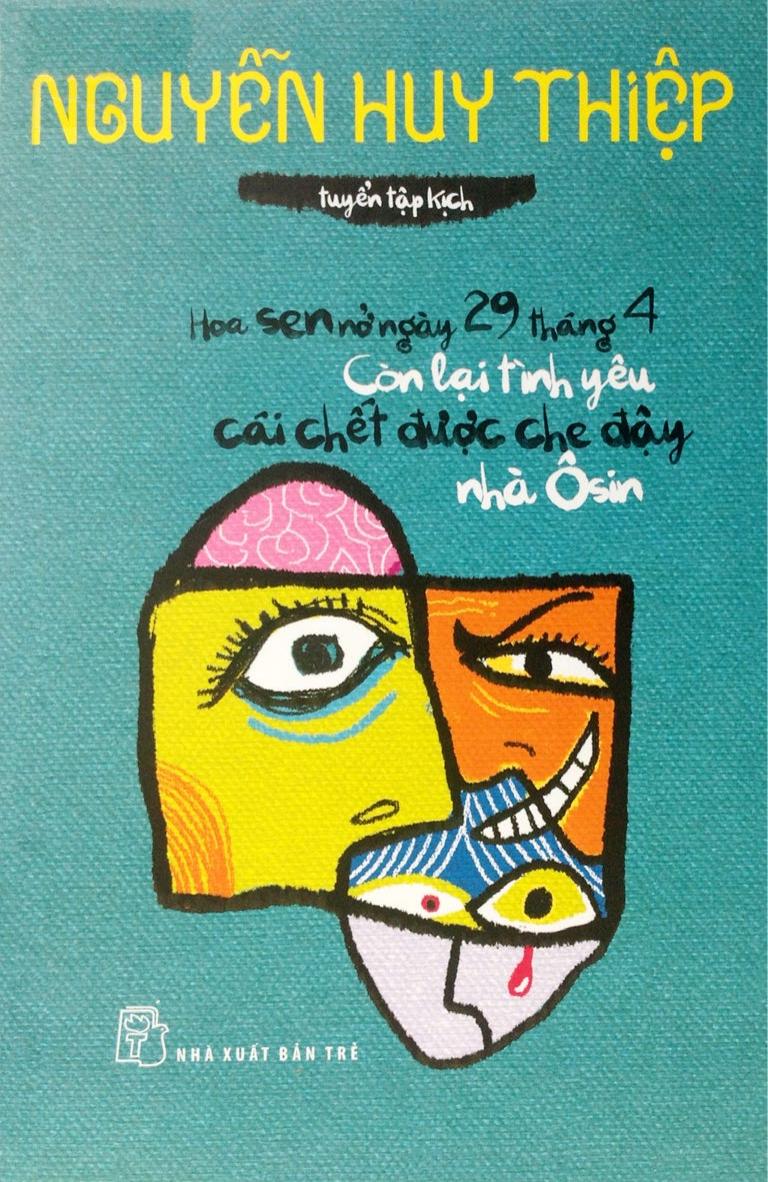 NGUYỄN HUY THiỆP
tuyển tập kịch
Hoa sen nở ngày 29 tháng 4
Còn lại tình yêu
cái chết được che đậy
nhà Ôsin
T
NHÀ XUẤT BẢN TRẺ